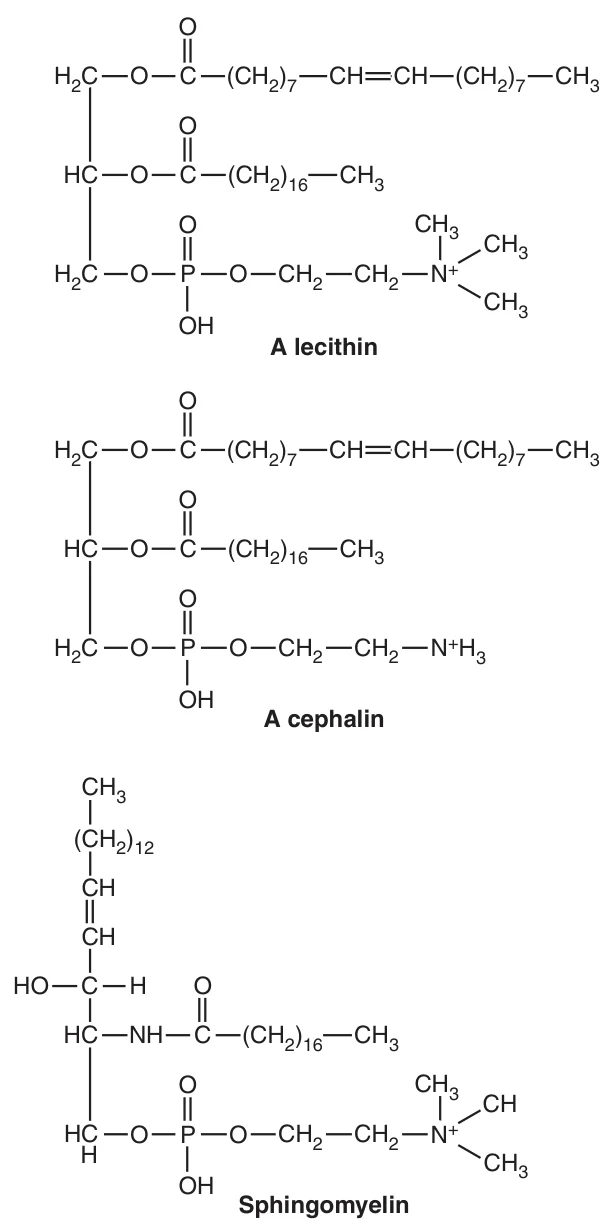 O
H₂C—O—C—(CH₂)₇—CH=CH—(CH₂)₇—CH₃
O
HC—O—C—(CH₂)₁₆—CH₃
O CH₃ CH₃
H₂C—O—P—O—CH₂—CH₂—N⁺
CH₃
OH
A lecithin
O
H₂C—O—C—(CH₂)₇—CH=CH—(CH₂)₇—CH₃
O
HC—O—C—(CH₂)₁₆—CH₃
O
H₂C—O—P—O—CH₂—CH₂—N⁺H₃
OH
A cephalin
CH₃
(CH₂)₁₂
CH
CH
HO—C—H O
HC—NH—C—(CH₂)₁₆—CH₃
O CH₃ CH
HC—O—P—O—CH₂—CH₂—N⁺
H CH₃
OH
Sphingomyelin